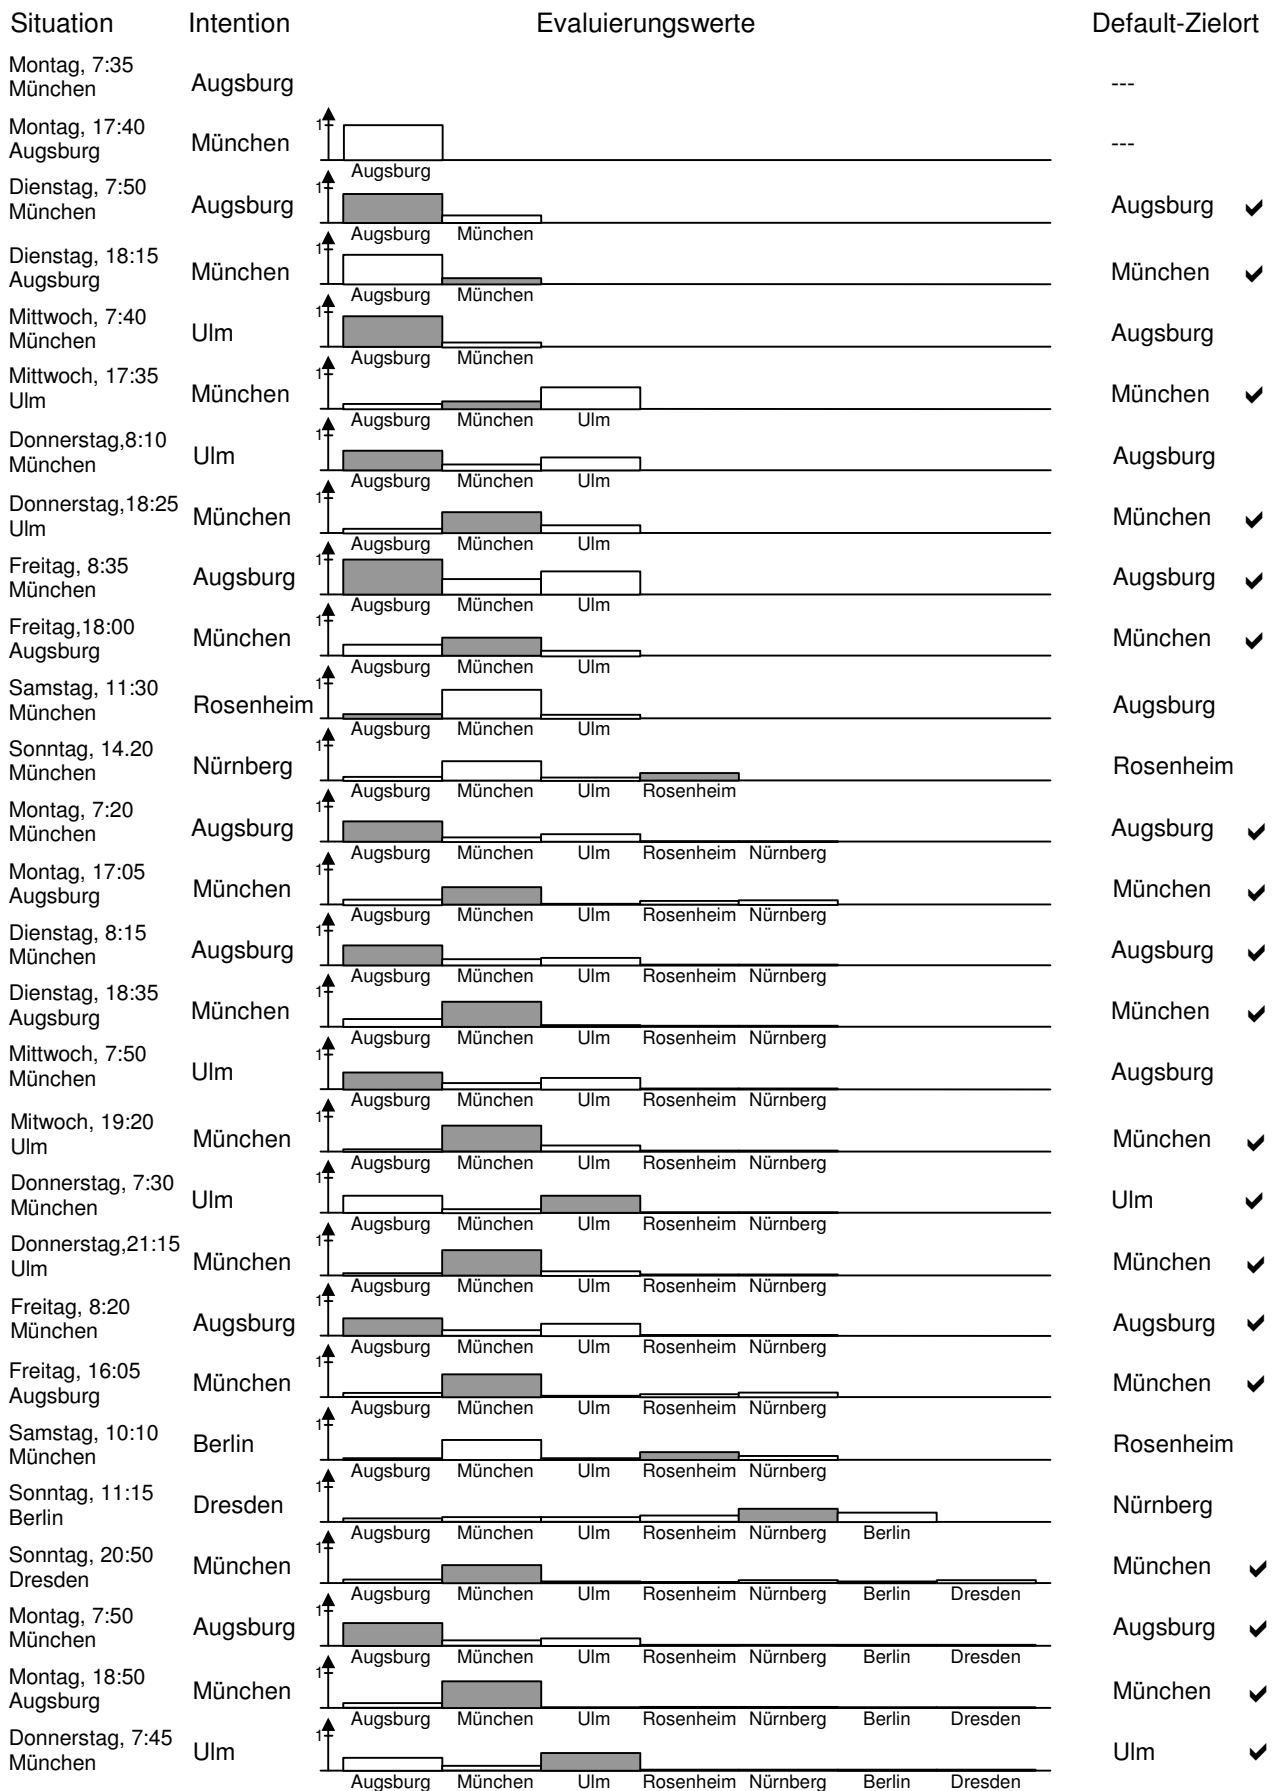 Situation Intention Evaluierungswerte Default-Zielort
Montag, 7:35
München Augsburg ---
Montag, 17:40
Augsburg München 1 ---
Augsburg
Dienstag, 7:50
München Augsburg 1 Augsburg ✔
Augsburg München
Dienstag, 18:15
Augsburg München 1 München ✔
Augsburg München
Mittwoch, 7:40
München Ulm 1 Augsburg
Augsburg München
Mittwoch, 17:35
Ulm München 1 München ✔
Augsburg München Ulm
Donnerstag,8:10
München Ulm 1 Augsburg
Augsburg München Ulm
Donnerstag,18:25
Ulm München 1 München ✔
Augsburg München Ulm
Freitag, 8:35
München Augsburg 1 Augsburg ✔
Augsburg München Ulm
Freitag,18:00
Augsburg München 1 München ✔
Augsburg München Ulm
Samstag, 11:30
München Rosenheim 1 Augsburg
Augsburg München Ulm
Sonntag, 14.20
München Nürnberg 1 Rosenheim
Augsburg München Ulm Rosenheim
Montag, 7:20
München Augsburg 1 Augsburg ✔
Augsburg München Ulm Rosenheim Nürnberg
Montag, 17:05
Augsburg München 1 München ✔
Augsburg München Ulm Rosenheim Nürnberg
Dienstag, 8:15
München Augsburg 1 Augsburg ✔
Augsburg München Ulm Rosenheim Nürnberg
Dienstag, 18:35
Augsburg München 1 München ✔
Augsburg München Ulm Rosenheim Nürnberg
Mittwoch, 7:50
München Ulm 1 Augsburg
Augsburg München Ulm Rosenheim Nürnberg
Mitwoch, 19:20
Ulm München 1 München ✔
Augsburg München Ulm Rosenheim Nürnberg
Donnerstag, 7:30
München Ulm 1 Ulm ✔
Augsburg München Ulm Rosenheim Nürnberg
Donnerstag,21:15
Ulm München 1 München ✔
Augsburg München Ulm Rosenheim Nürnberg
Freitag, 8:20
München Augsburg 1 Augsburg ✔
Augsburg München Ulm Rosenheim Nürnberg
Freitag, 16:05
Augsburg München 1 München ✔
Augsburg München Ulm Rosenheim Nürnberg
Samstag, 10:10
München Berlin 1 Rosenheim
Augsburg München Ulm Rosenheim Nürnberg
Sonntag, 11:15
Berlin Dresden 1 Nürnberg
Augsburg München Ulm Rosenheim Nürnberg Berlin
Sonntag, 20:50
Dresden München 1 München ✔
Augsburg München Ulm Rosenheim Nürnberg Berlin Dresden
Montag, 7:50
München Augsburg 1 Augsburg ✔
Augsburg München Ulm Rosenheim Nürnberg Berlin Dresden
Montag, 18:50
Augsburg München 1 München ✔
Augsburg München Ulm Rosenheim Nürnberg Berlin Dresden
Donnerstag, 7:45
München Ulm 1 Ulm ✔
Augsburg München Ulm Rosenheim Nürnberg Berlin Dresden